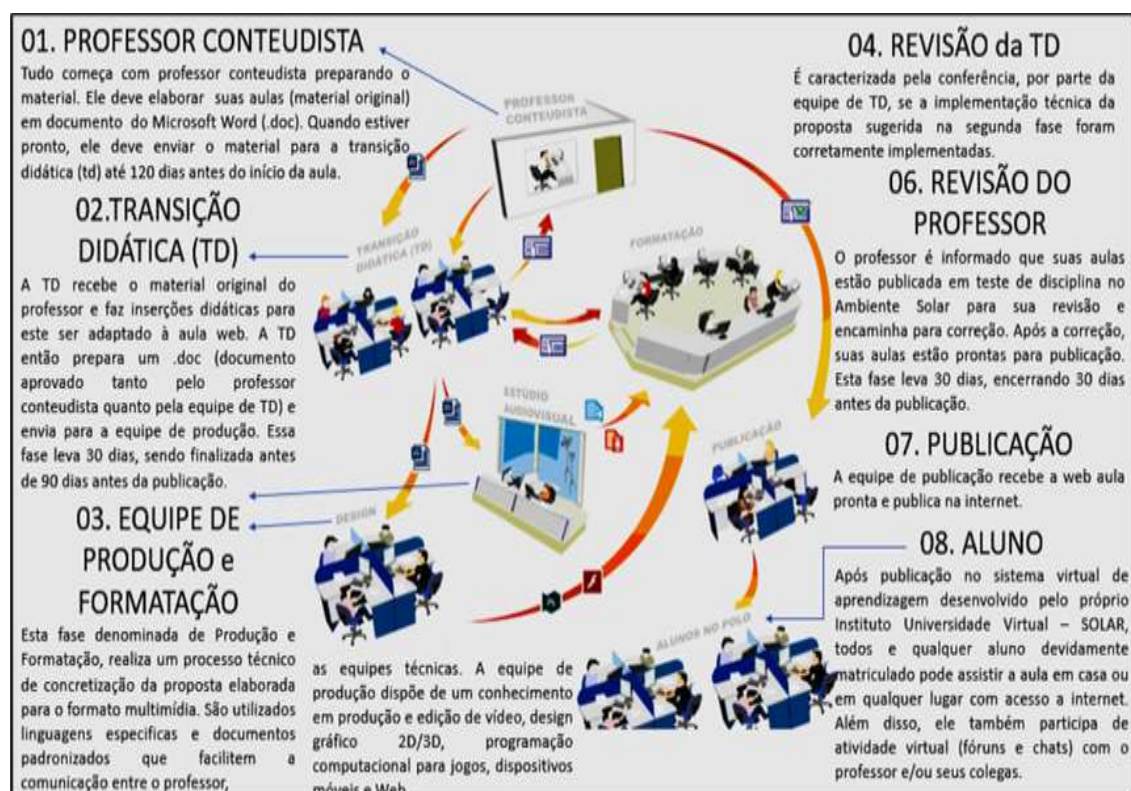 01. PROFESSOR CONTEUDISTA
Tudo começa com professor conteudista preparando o
material. Ele deve elaborar suas aulas (material original)
em documento do Microsoft Word (.doc). Quando estiver
pronto, ele deve enviar o material para a transição
didática (td) até 120 dias antes do início da aula.
02.TRANSIÇÃO
DIDÁTICA (TD)
A TD recebe o material original do
professor e faz inserções didáticas para
este ser adaptado à aula web. A TD
então prepara um .doc (documento
aprovado tanto pelo professor
conteudista quanto pela equipe de TD) e
envia para a equipe de produção. Essa
fase leva 30 dias, sendo finalizada antes
de 90 dias antes da publicação.
03. EQUIPE DE
PRODUÇÃO e
FORMATAÇÃO
Esta fase denominada de Produção e
Formatação, realiza um processo técnico
de concretização da proposta elaborada
para o formato multimídia. São utilizados
linguagens especificas e documentos
padronizados que facilitem a
comunicação entre o professor,
as equipes técnicas. A equipe de
produção dispõe de um conhecimento
em produção e edição de vídeo, design
gráfico 2D/3D, programação
computacional para jogos, dispositivos
móveis e Web.
PROFESSOR
CONTEUDISTA
TRANSIÇÃO
DIDÁTICA (TD)
FORMATAÇÃO
ESTÚDIO
AUDIOVISUAL
DESIGN
PUBLICAÇÃO
ALUNOS NO POLO
04. REVISÃO da TD
É caracterizada pela conferência, por parte da
equipe de TD, se a implementação técnica da
proposta sugerida na segunda fase foram
corretamente implementadas.
06. REVISÃO DO
PROFESSOR
O professor é informado que suas aulas
estão publicada em teste de disciplina no
Ambiente Solar para sua revisão e
encaminha para correção. Após a correção,
suas aulas estão prontas para publicação.
Esta fase leva 30 dias, encerrando 30 dias
antes da publicação.
07. PUBLICAÇÃO
A equipe de publicação recebe a web aula
pronta e publica na internet.
08. ALUNO
Após publicação no sistema virtual de
aprendizagem desenvolvido pelo próprio
Instituto Universidade Virtual – SOLAR,
todos e qualquer aluno devidamente
matriculado pode assistir a aula em casa ou
em qualquer lugar com acesso a internet.
Além disso, ele também participa de
atividade virtual (fóruns e chats) com o
professor e/ou seus colegas.